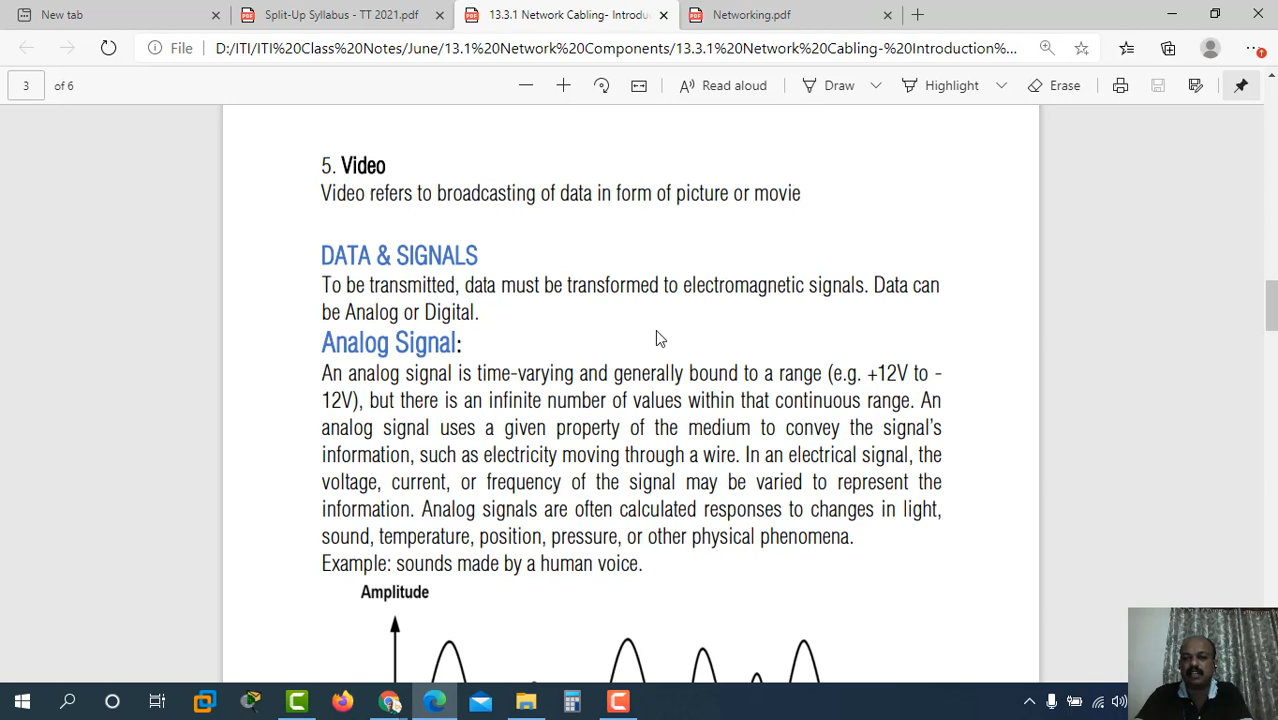 New tab
Split-Up Syllabus - TT 2021.pdf
13.3.1 Network Cabling- Introdu
Networking.pdf
File
D:/ITI/ITI%20Class%20Notes/June/13.1%20Network%20Components/13.3.1%20Network%20Cabling-%20Introduction%...
3 of 6
Read aloud
Draw
Highlight
Erase
5. Video
Video refers to broadcasting of data in form of picture or movie
DATA & SIGNALS
To be transmitted, data must be transformed to electromagnetic signals. Data can
be Analog or Digital.
Analog Signal:
An analog signal is time-varying and generally bound to a range (e.g. +12V to -
12V), but there is an infinite number of values within that continuous range. An
analog signal uses a given property of the medium to convey the signal’s
information, such as electricity moving through a wire. In an electrical signal, the
voltage, current, or frequency of the signal may be varied to represent the
information. Analog signals are often calculated responses to changes in light,
sound, temperature, position, pressure, or other physical phenomena.
Example: sounds made by a human voice.
Amplitude